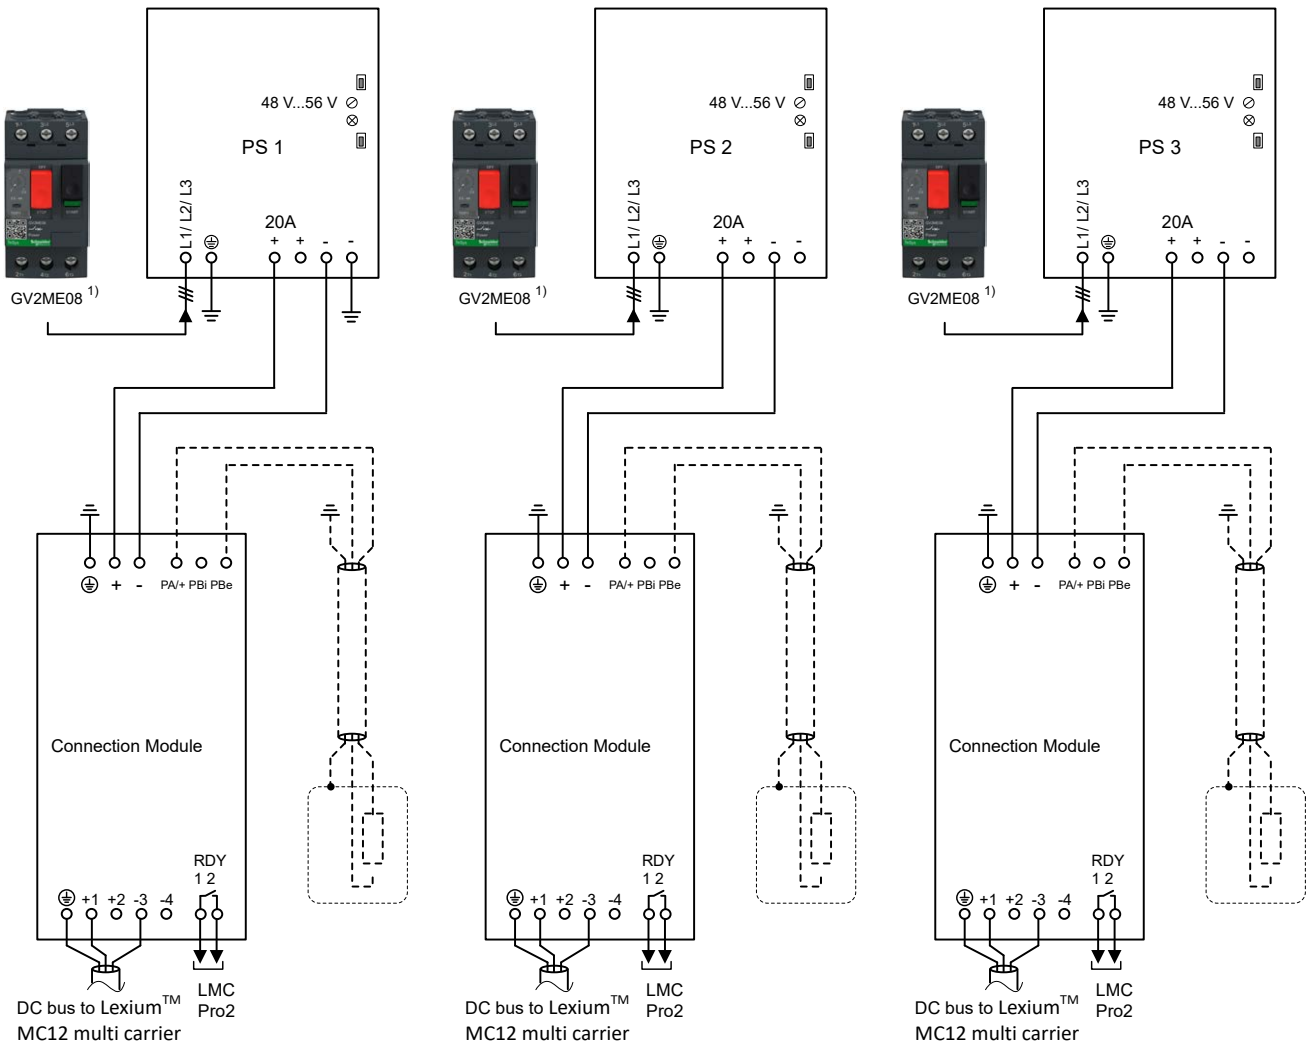 48 V...56 V
PS 1
L1/ L2/ L3
20A
+ + - -
GV2ME08 1)
+ -
PA/+ PBi PBe
Connection Module
RDY
1 2
+1 +2 -3 -4
DC bus to Lexium™
MC12 multi carrier
LMC
Pro2
48 V...56 V
PS 2
L1/ L2/ L3
20A
+ + - -
GV2ME08 1)
+ -
PA/+ PBi PBe
Connection Module
RDY
1 2
+1 +2 -3 -4
DC bus to Lexium™
MC12 multi carrier
LMC
Pro2
48 V...56 V
PS 3
L1/ L2/ L3
20A
+ + - -
GV2ME08 1)
+ -
PA/+ PBi PBe
Connection Module
RDY
1 2
+1 +2 -3 -4
DC bus to Lexium™
MC12 multi carrier
LMC
Pro2